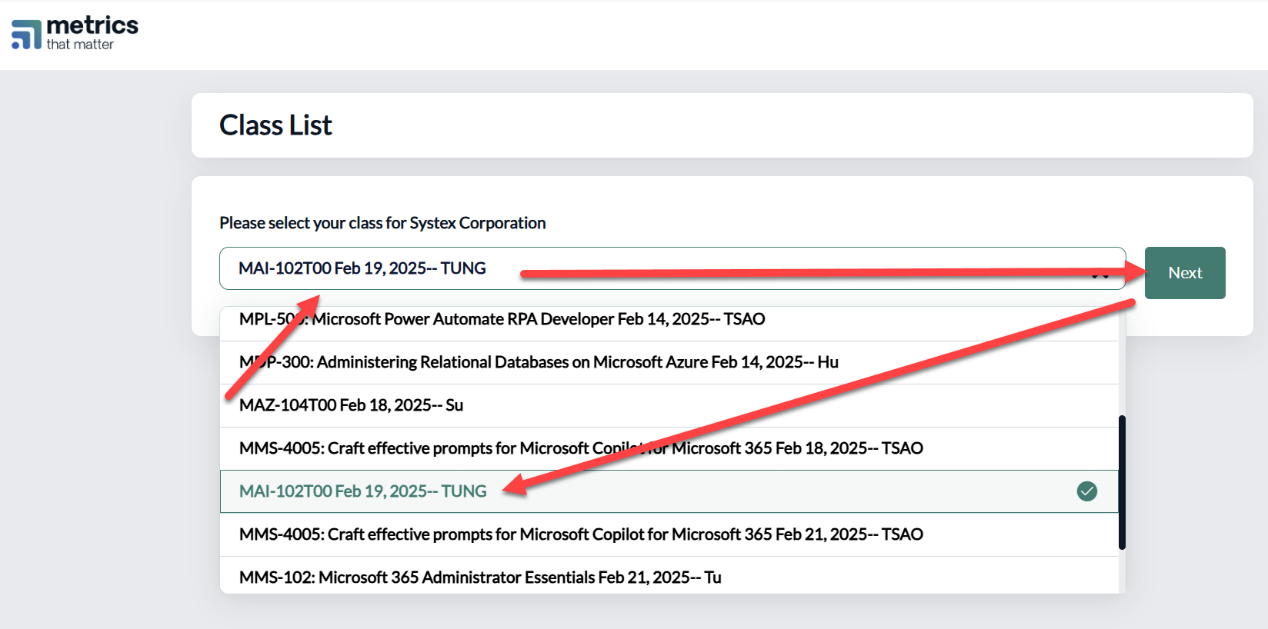 metrics
that matter
Class List
Please select your class for Systex Corporation
MAI-102T00 Feb 19, 2025-- TUNG
Next
MPL-500: Microsoft Power Automate RPA Developer Feb 14, 2025-- TSAO
MDP-300: Administering Relational Databases on Microsoft Azure Feb 14, 2025-- Hu
MAZ-104T00 Feb 18, 2025-- Su
MMS-4005: Craft effective prompts for Microsoft Copilot for Microsoft 365 Feb 18, 2025-- TSAO
MAI-102T00 Feb 19, 2025-- TUNG
MMS-4005: Craft effective prompts for Microsoft Copilot for Microsoft 365 Feb 21, 2025-- TSAO
MMS-102: Microsoft 365 Administrator Essentials Feb 21, 2025-- Tu